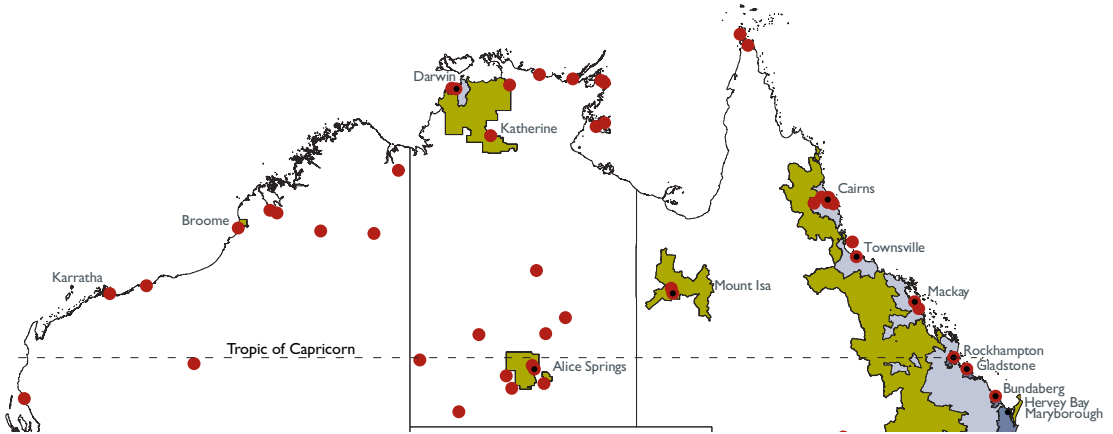 Darwin
Katherine
Cairns
Broome
Townsville
Karratha
Mount Isa
Mackay
Tropic of Capricorn
Rockhampton
Alice Springs
Gladstone
Bundaberg
Hervey Bay
Maryborough